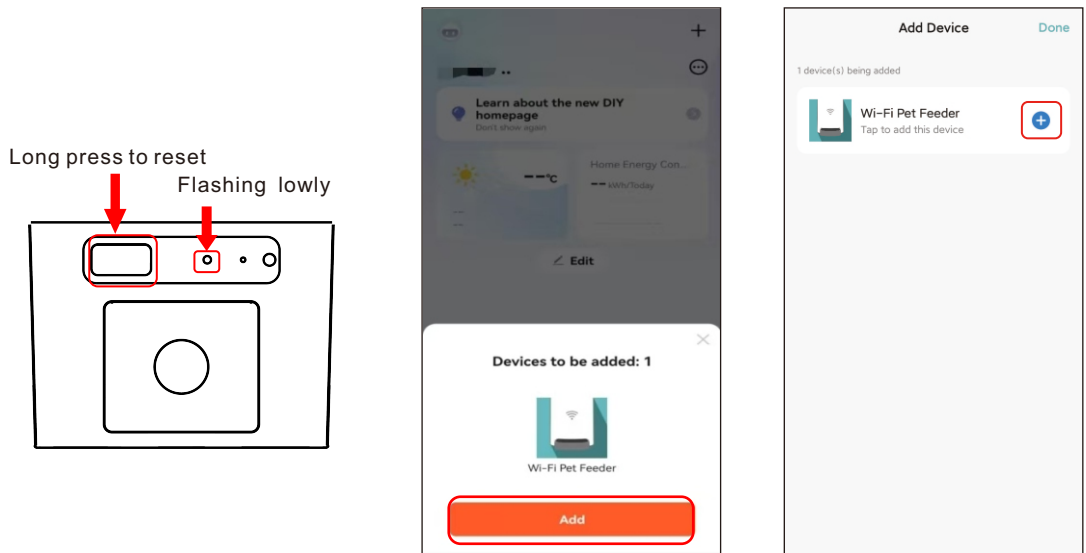 Long press to reset
Flashing lowly
Learn about the new DIY
homepage
Don't show again
--°C
Home Energy Con...
-- kWh/Today
Edit
Devices to be added: 1
Wi-Fi Pet Feeder
Add
Add Device
Done
1 device(s) being added
Wi-Fi Pet Feeder
Tap to add this device